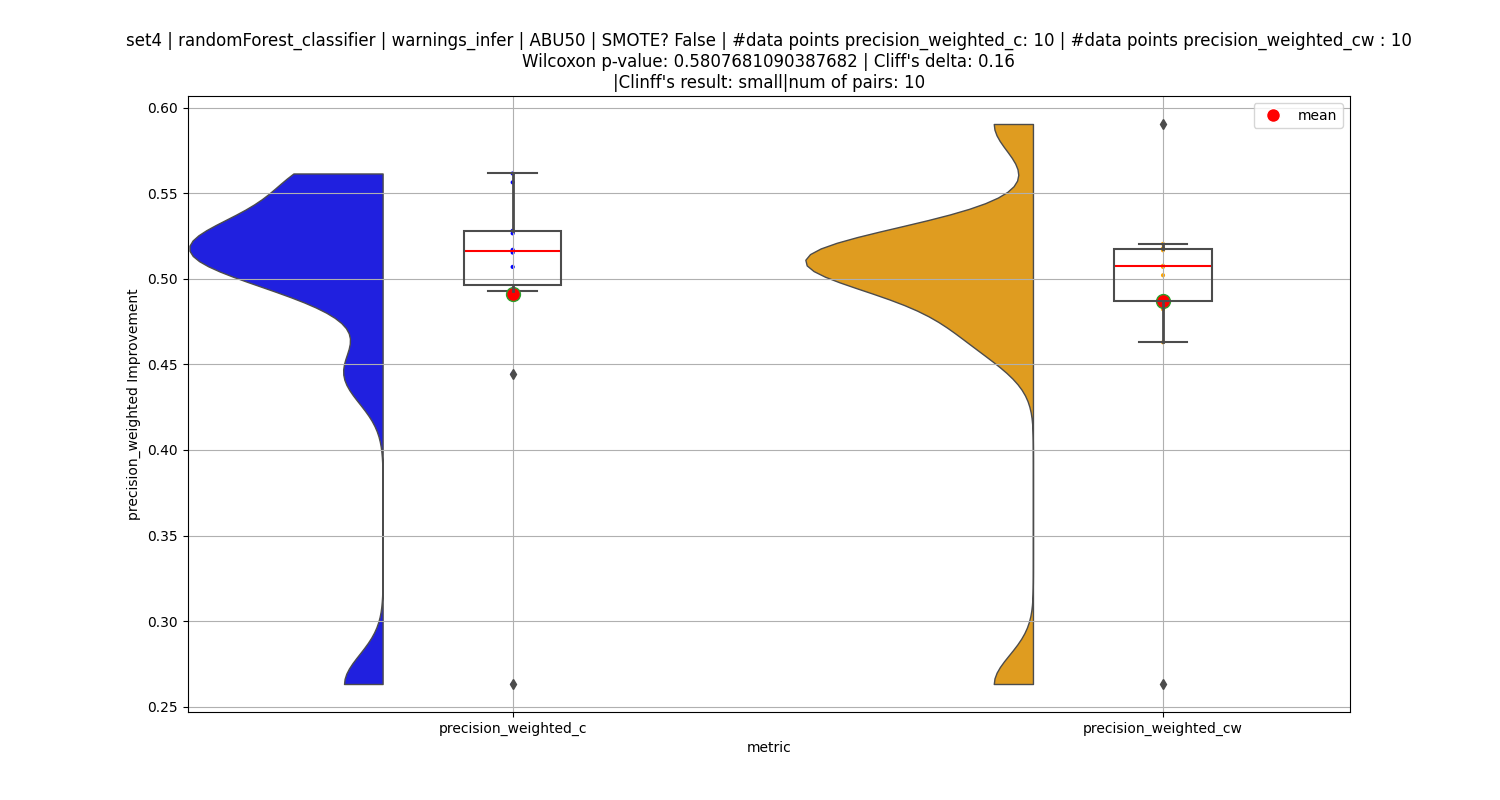 set4 | randomForest_classifier | warnings_infer | ABU50 | SMOTE? False | #data points precision_weighted_c: 10 | #data points precision_weighted_cw : 10
Wilcoxon p-value: 0.5807681090387682 | Cliff's delta: 0.16
|Clinff's result: small|num of pairs: 10
mean
0.60
0.55
0.50
0.45
0.40
0.35
0.30
0.25
precision_weighted Improvement
precision_weighted_c
precision_weighted_cw
metric